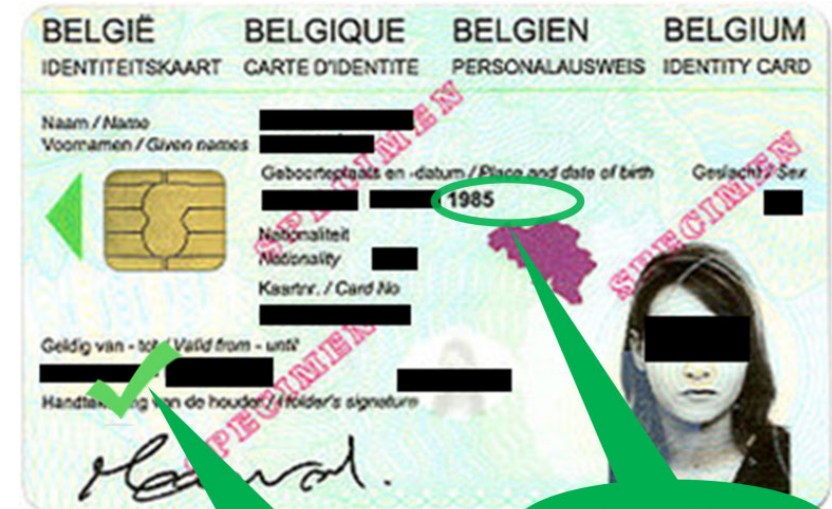 BELGIË BELGIQUE BELGIEN BELGIUM
IDENTITEITSKAART CARTE D'IDENTITE PERSONALAUSWEIS IDENTITY CARD
Naam / Name
Voornamen / Given names
Geboorteplaats en -datum / Place and date of birth Geslacht / Sex
1985
Nationaliteit
Nationality
Kaartnr. / Card No
Geldig van - tot / Valid from - until
Handtekening van de houder / Holder's signature
SPECIMEN
SPECIMEN
SPECIMEN